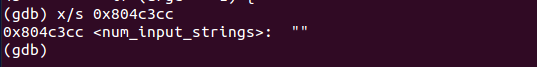 (gdb) x/s 0x804c3cc
0x804c3cc <num_input_strings>:  ""
(gdb)